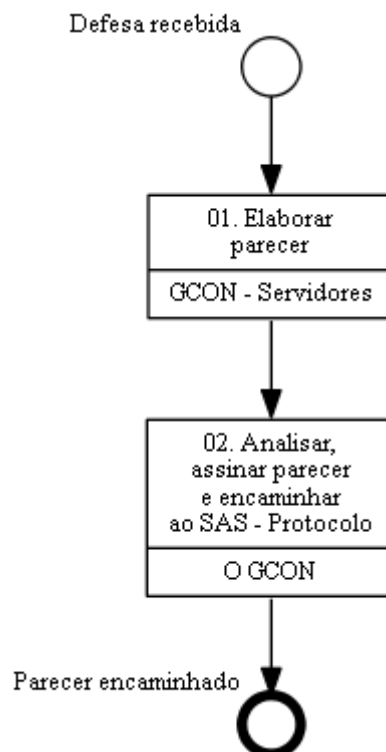 Defesa recebida
01. Elaborar
parecer
GCON - Servidores
02. Analisar,
assinar parecer
e encaminhar
ao SAS - Protocolo
O GCON
Parecer encaminhado